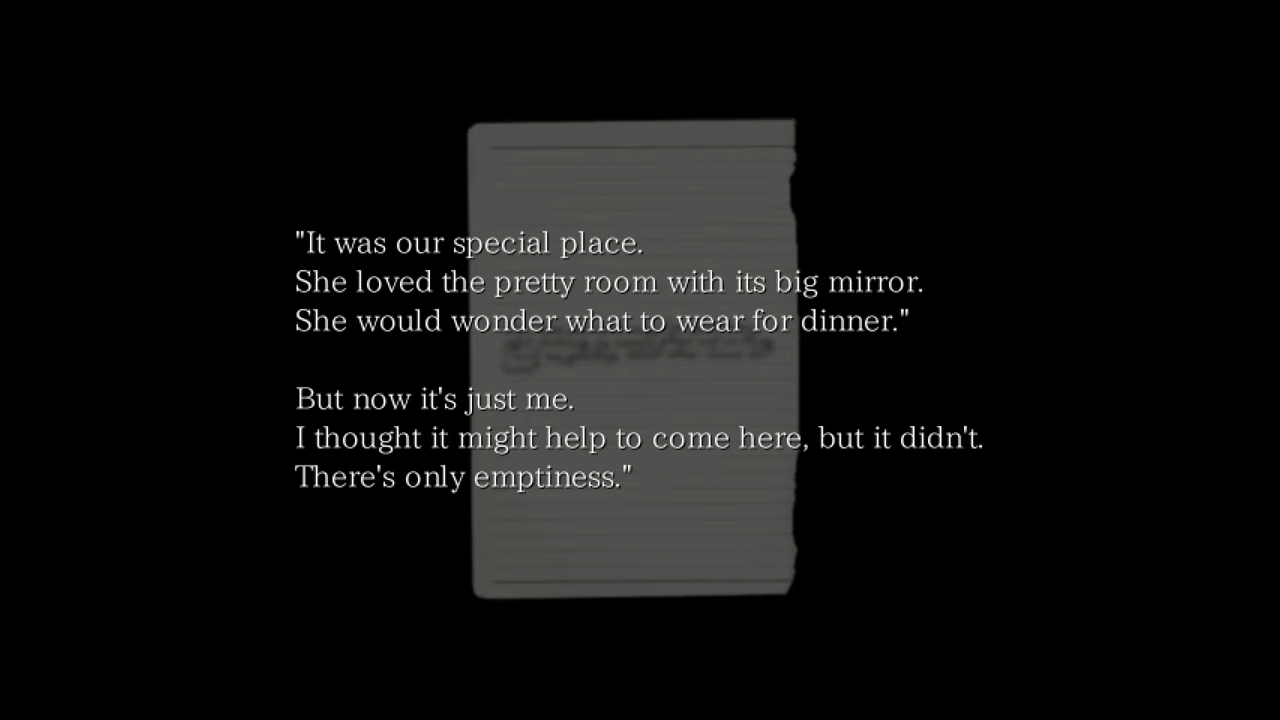 "It was our special place.
She loved the pretty room with its big mirror.
She would wonder what to wear for dinner."
But now it's just me.
I thought it might help to come here, but it didn't.
There's only emptiness."